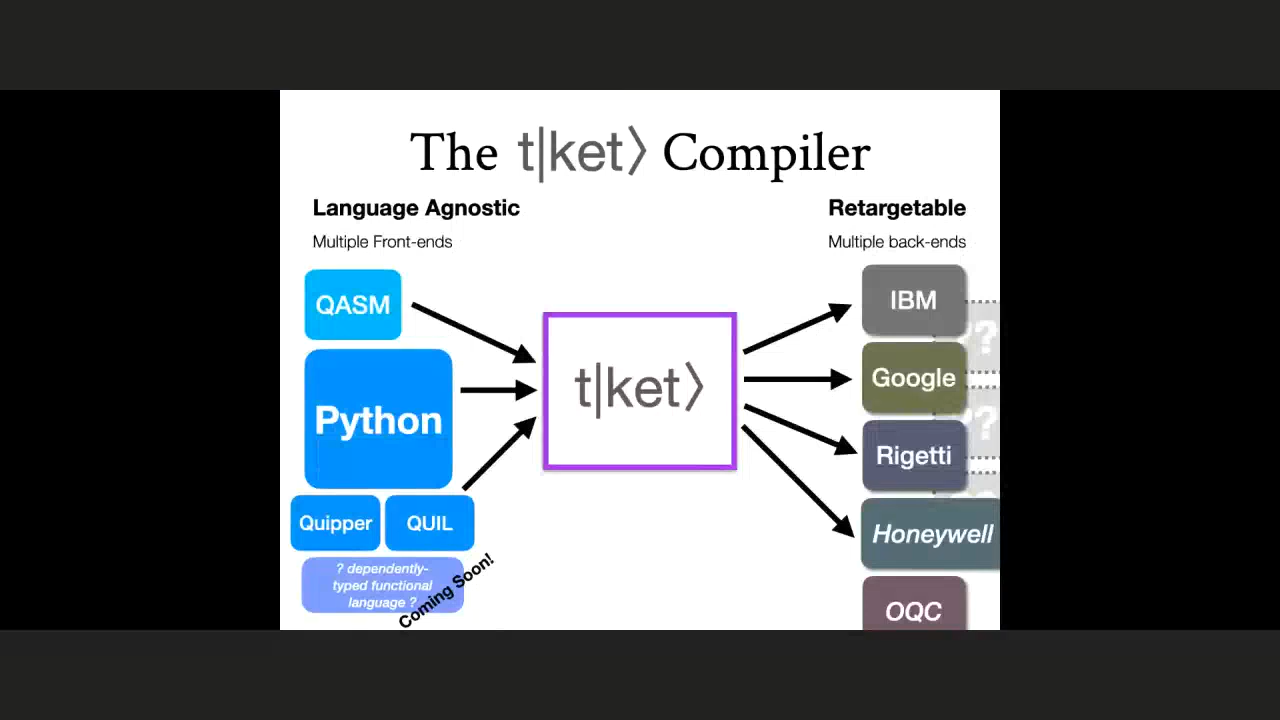 The t|ket⟩ Compiler
Language Agnostic
Multiple Front-ends
QASM
Python
Quipper
QUIL
? dependently-
typed functional
language ?
Coming Soon!
t|ket⟩
Retargetable
Multiple back-ends
IBM
Google
Rigetti
Honeywell
OQC
??
??